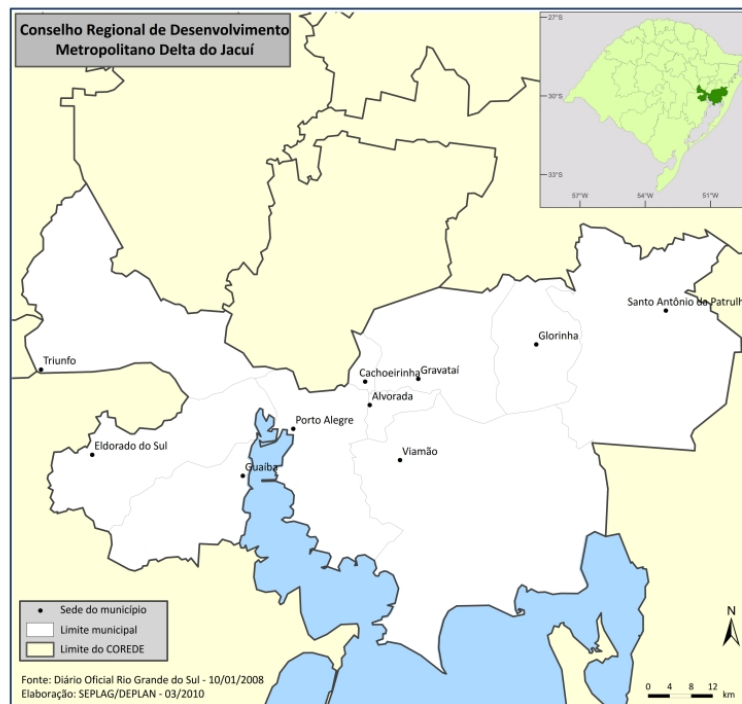 Conselho Regional de Desenvolvimento
Metropolitano Delta do Jacuí
27°S
30°S
33°S
57°W
54°W
51°W
Santo Antônio da Patrulh
Glorinha
Triunfo
Cachoeirinha
Gravataí
Alvorada
Porto Alegre
Eldorado do Sul
Viamão
Guaíba
Sede do município
Limite municipal
Limite do COREDE
N
Fonte: Diário Oficial Rio Grande do Sul - 10/01/2008
Elaboração: SEPLAG/DEPLAN - 03/2010
0 4 8 12
km